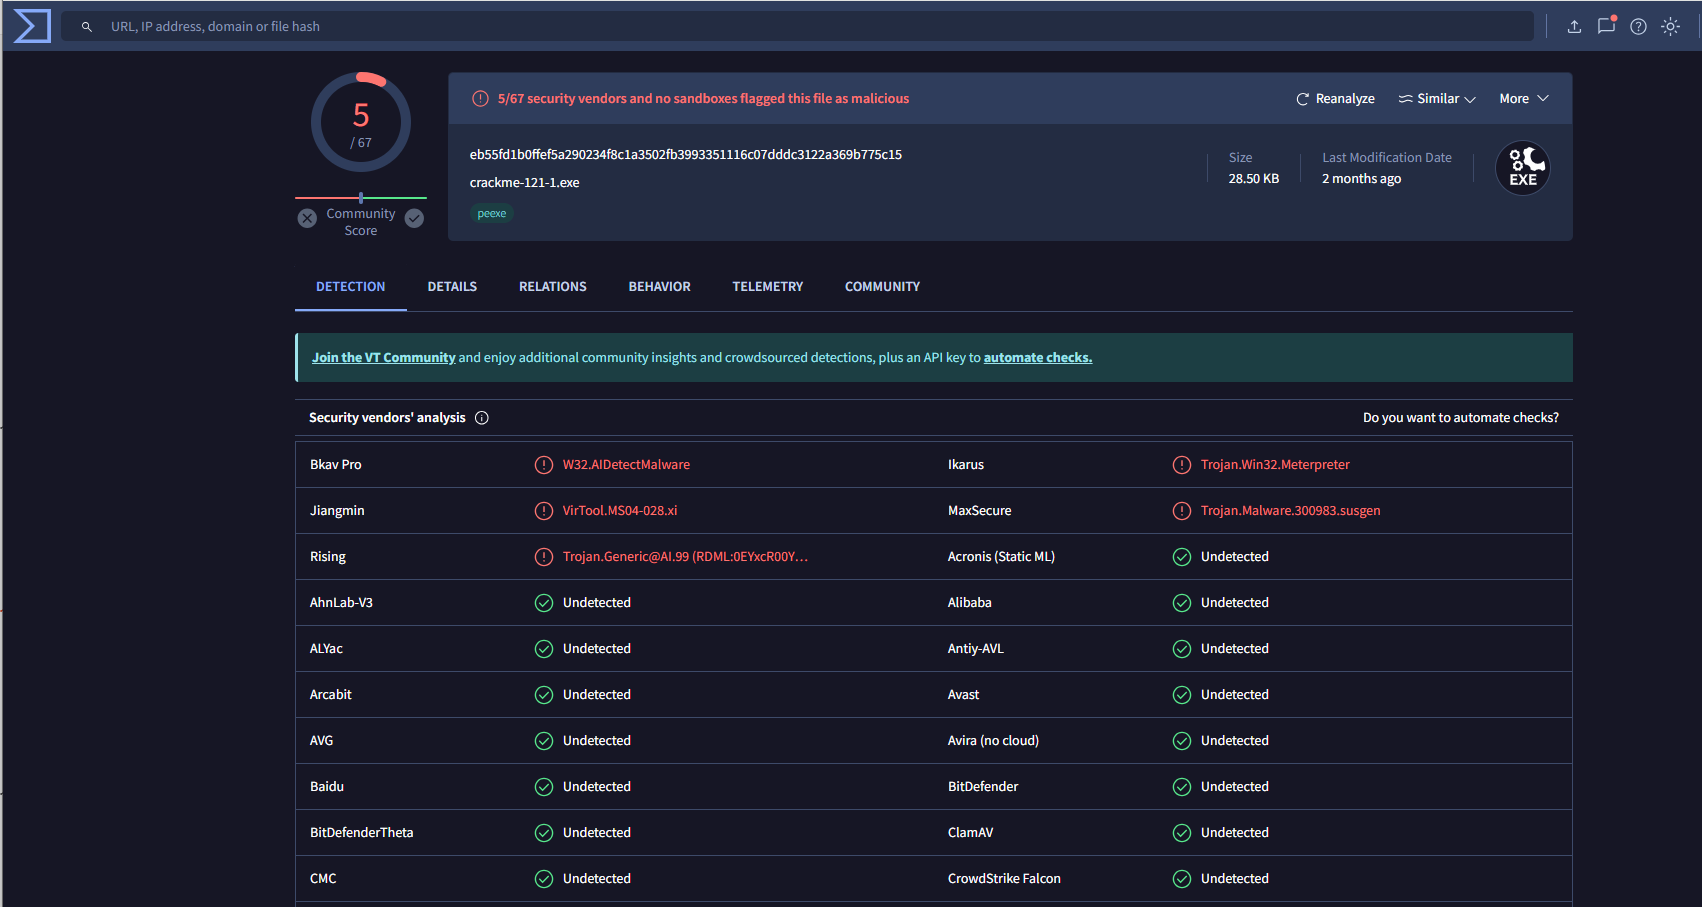 URL, IP address, domain or file hash
5
/ 67
Community
Score
5/67 security vendors and no sandboxes flagged this file as malicious
Reanalyze
Similar
More
eb55fd1b0ffef5a290234f8c1a3502fb3993351116c07dddc3122a369b775c15
crackme-121-1.exe
peexe
Size
28.50 KB
Last Modification Date
2 months ago
EXE
DETECTION DETAILS RELATIONS BEHAVIOR TELEMETRY COMMUNITY
Join the VT Community and enjoy additional community insights and crowdsourced detections, plus an API key to automate checks.
Security vendors' analysis Do you want to automate checks?
Bkav Pro W32.AIDetectMalware Ikarus Trojan.Win32.Meterpreter
Jiangmin VirTool.MS04-028.xi MaxSecure Trojan.Malware.300983.susgen
Rising Trojan.Generic@AI.99 (RDML:0EYxcR00Y... Acronis (Static ML) Undetected
AhnLab-V3 Undetected Alibaba Undetected
ALYac Undetected Antiy-AVL Undetected
Arcabit Undetected Avast Undetected
AVG Undetected Avira (no cloud) Undetected
Baidu Undetected BitDefender Undetected
BitDefenderTheta Undetected ClamAV Undetected
CMC Undetected CrowdStrike Falcon Undetected